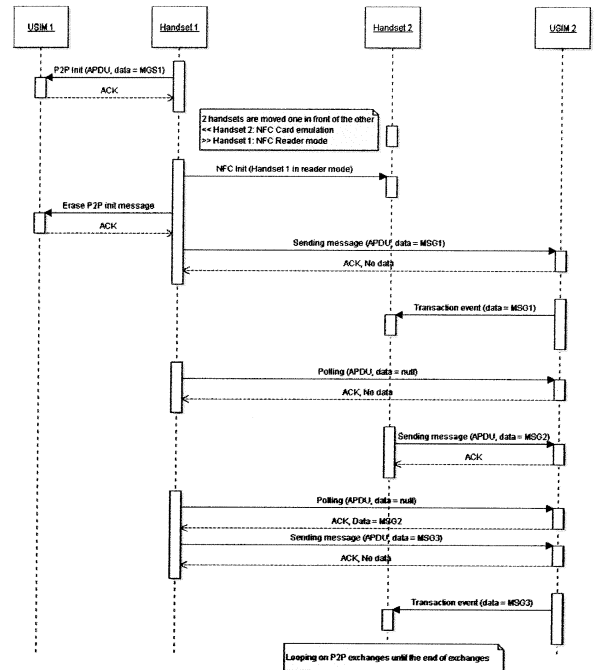 USIM 1
Handset 1
Handset 2
USIM 2
P2P Init (APDU, data = MGS1)
ACK
2 handsets are moved one in front of the other
<< Handset 2: NFC Card emulation
>> Handset 1: NFC Reader mode
NFC Init (Handset 1 in reader mode)
Erase P2P init message
ACK
Sending message (APDU, data = MSG1)
ACK, No data
Transaction event (data = MSG1)
Polling (APDU, data = null)
ACK, No data
Sending message (APDU, data = MSG2)
ACK
Polling (APDU, data = null)
ACK, Data = MSG2
Sending message (APDU, data = MSG3)
ACK, No data
Transaction event (data = MSG3)
Looping on P2P exchanges until the end of exchanges